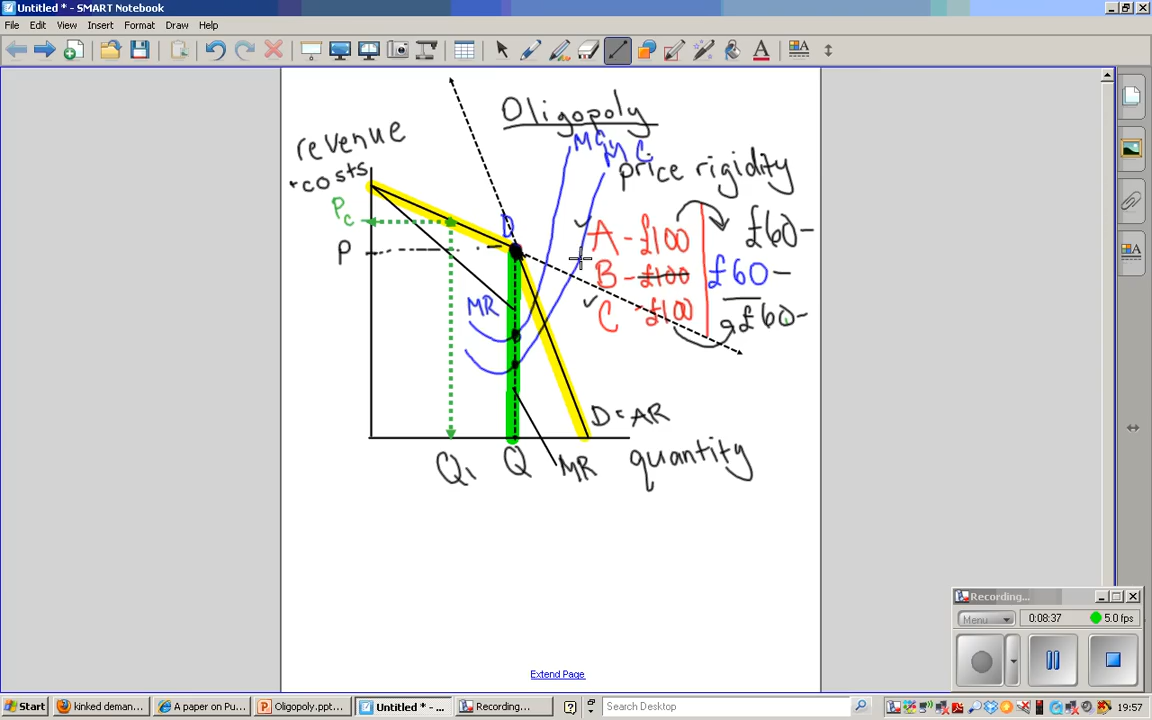 Untitled * - SMART Notebook
File Edit View Insert Format Draw Help
Oligopoly
revenue
+costs
MC
MC
price rigidity
Pc
P
D
A - £100
£60-
B - £100
£60-
C - £100
£60-
MR
D = AR
Q1
Q
MR
quantity
Extend Page
Recording...
Menu
0:08:37
5.0 fps
Start
kinked deman...
A paper on Pu...
Oligopoly.ppt...
Untitled * - ...
Recording...
Search Desktop
19:57